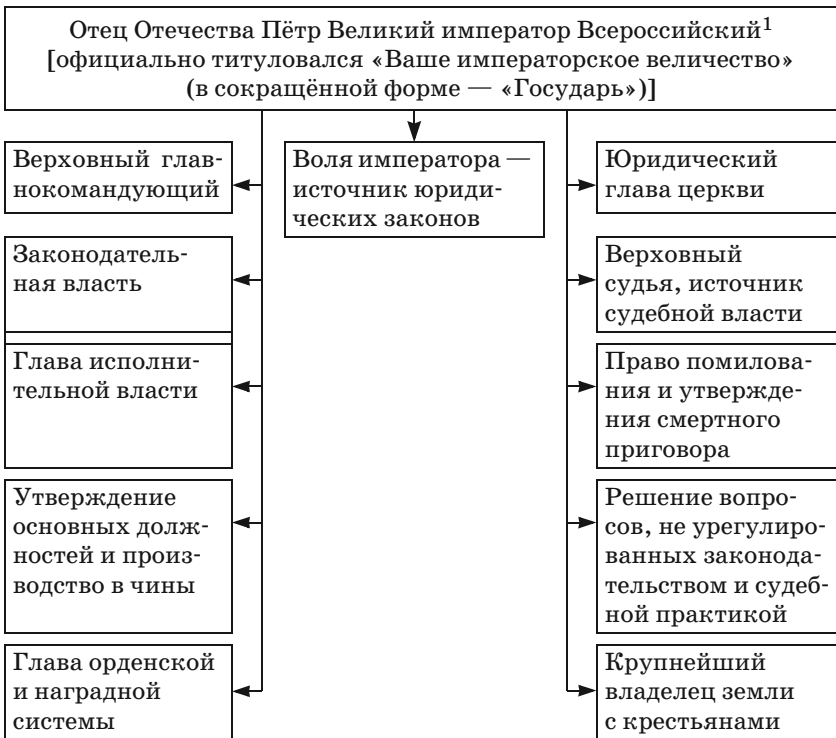 Отец Отечества Пётр Великий император Всероссийский1
[официально титуловался «Ваше императорское величество»
(в сокращённой форме — «Государь»)]
Верховный глав-
нокомандующий
Воля императора —
источник юриди-
ческих законов
Юридический
глава церкви
Законодатель-
ная власть
Верховный
судья, источник
судебной власти
Глава исполни-
тельной власти
Право помилова-
ния и утвержде-
ния смертного
приговора
Утверждение
основных долж-
ностей и произ-
водство в чины
Решение вопро-
сов, не урегулиро-
ванных законода-
тельством и судеб-
ной практикой
Глава орденской
и наградной
системы
Крупнейший
владелец земли
с крестьянами